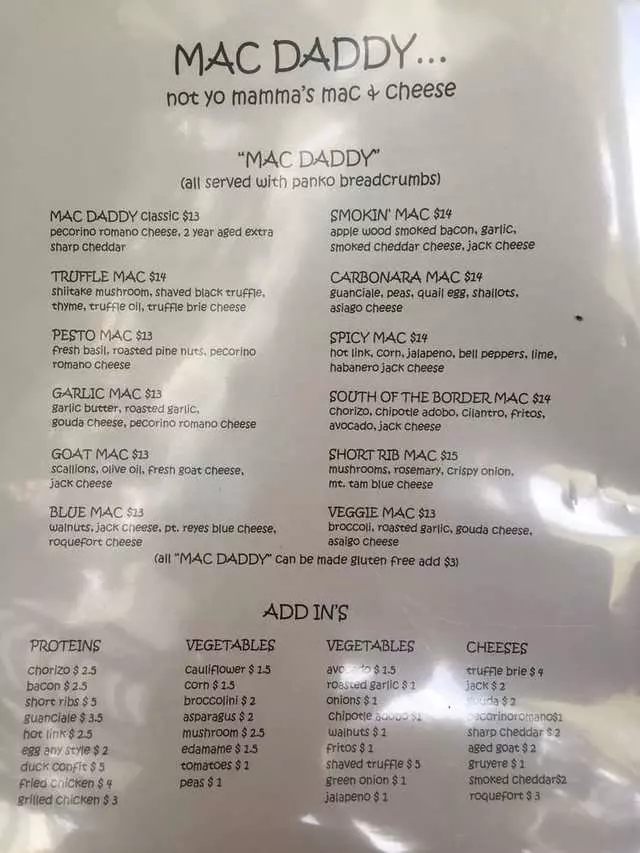 MAC DADDY...
not yo mamma's mac & cheese
"MAC DADDY"
(all served with panko breadcrumbs)
MAC DADDY classic $13
pecorino romano cheese, 2 year aged extra
sharp cheddar
TRUFFLE MAC $14
shiitake mushroom, shaved black truffle,
thyme, truffle oil, truffle brie cheese
PESTO MAC $13
fresh basil, roasted pine nuts, pecorino
romano cheese
GARLIC MAC $13
garlic butter, roasted garlic,
gouda cheese, pecorino romano cheese
GOAT MAC $13
scallions, olive oil, fresh goat cheese,
jack cheese
BLUE MAC $13
walnuts, jack cheese, pt. reyes blue cheese,
roquefort cheese
SMOKIN' MAC $14
apple wood smoked bacon, garlic,
smoked cheddar cheese, jack cheese
CARBONARA MAC $14
guanciale, peas, quail egg, shallots,
asiago cheese
SPICY MAC $14
hot link, corn, jalapeno, bell peppers, lime,
habanero jack cheese
SOUTH OF THE BORDER MAC $14
chorizo, chipotle adobo, cilantro, fritos,
avocado, jack cheese
SHORT RIB MAC $15
mushrooms, rosemary, crispy onion,
mt. tam blue cheese
VEGGIE MAC $13
broccoli, roasted garlic, gouda cheese,
asaigo cheese
(all "MAC DADDY" can be made gluten free add $3)
ADD IN'S
PROTEINS
chorizo $ 2.5
bacon $ 2.5
short ribs $ 5
guanciale $ 3.5
hot link $ 2.5
egg any style $ 2
duck confit $ 5
fried chicken $ 4
grilled chicken $ 3
VEGETABLES
cauliflower $ 1.5
corn $ 1.5
broccolini $ 2
asparagus $ 2
mushroom $ 2.5
edamame $ 1.5
tomatoes $ 1
peas $ 1
VEGETABLES
avocado $ 1.5
roasted garlic $ 1
onions $ 1
chipotle adobo $1
walnuts $ 1
fritos $ 1
shaved truffle $ 5
green onion $ 1
jalapeno $ 1
CHEESES
truffle brie $ 4
jack $ 2
gouda $ 2
pecorinoromano$1
sharp cheddar $ 2
aged goat $ 2
gruyere $ 1
smoked cheddar$2
roquefort $ 3